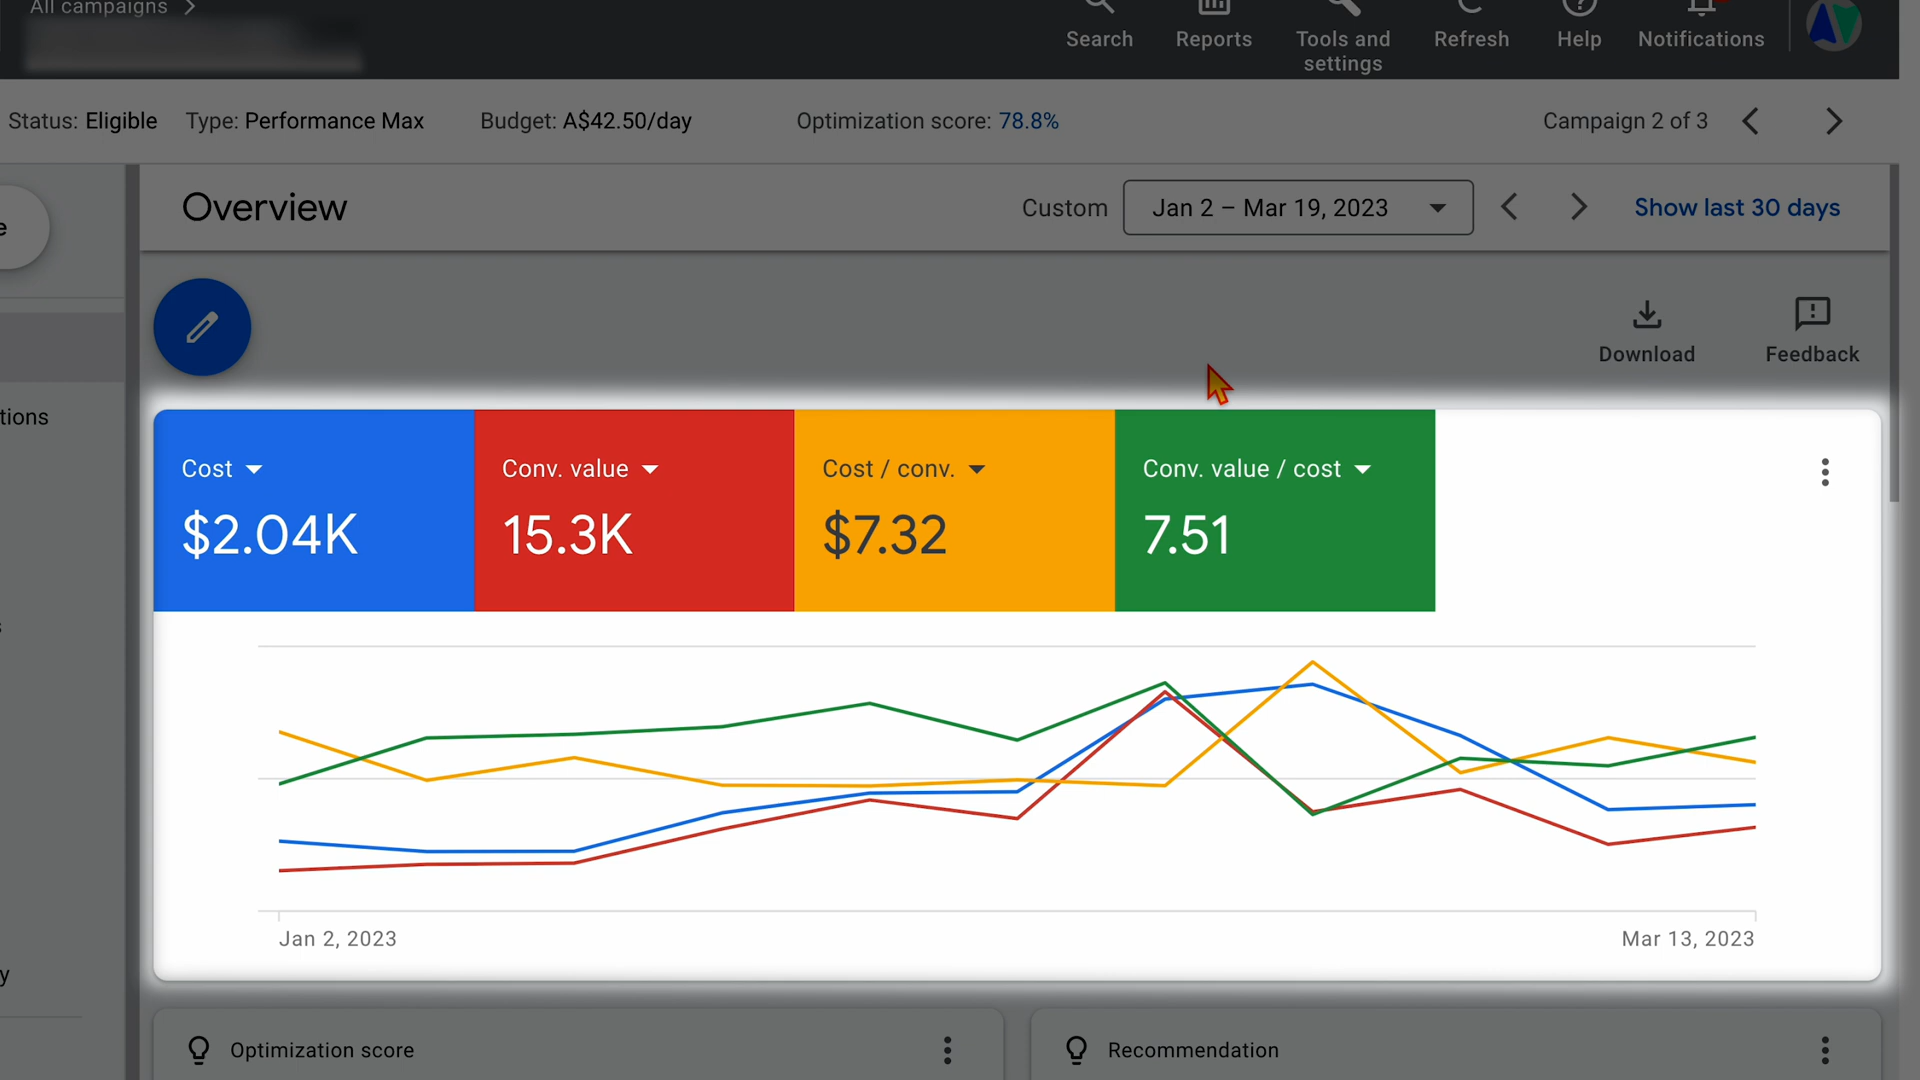 All campaigns
Search Reports Tools and settings Refresh Help Notifications
Status: Eligible Type: Performance Max Budget: A$42.50/day Optimization score: 78.8% Campaign 2 of 3
Overview Custom Jan 2 – Mar 19, 2023 Show last 30 days
e
Download Feedback
tions
Cost Conv. value Cost / conv. Conv. value / cost
$2.04K 15.3K $7.32 7.51
s
Jan 2, 2023 Mar 13, 2023
y
Optimization score Recommendation